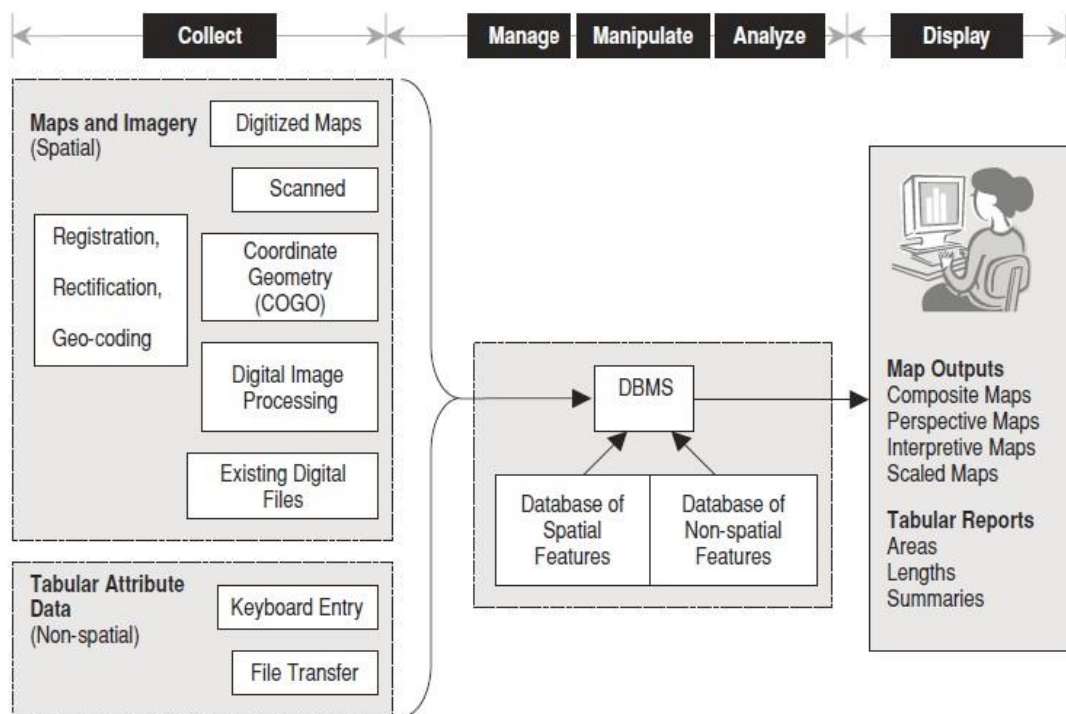 Collect
Manage
Manipulate
Analyze
Display
Maps and Imagery
(Spatial)
Digitized Maps
Scanned
Registration,
Rectification,
Geo-coding
Coordinate
Geometry
(COGO)
Digital Image
Processing
Existing Digital
Files
Tabular Attribute
Data
(Non-spatial)
Keyboard Entry
File Transfer
DBMS
Database of
Spatial
Features
Database of
Non-spatial
Features
Map Outputs
Composite Maps
Perspective Maps
Interpretive Maps
Scaled Maps
Tabular Reports
Areas
Lengths
Summaries